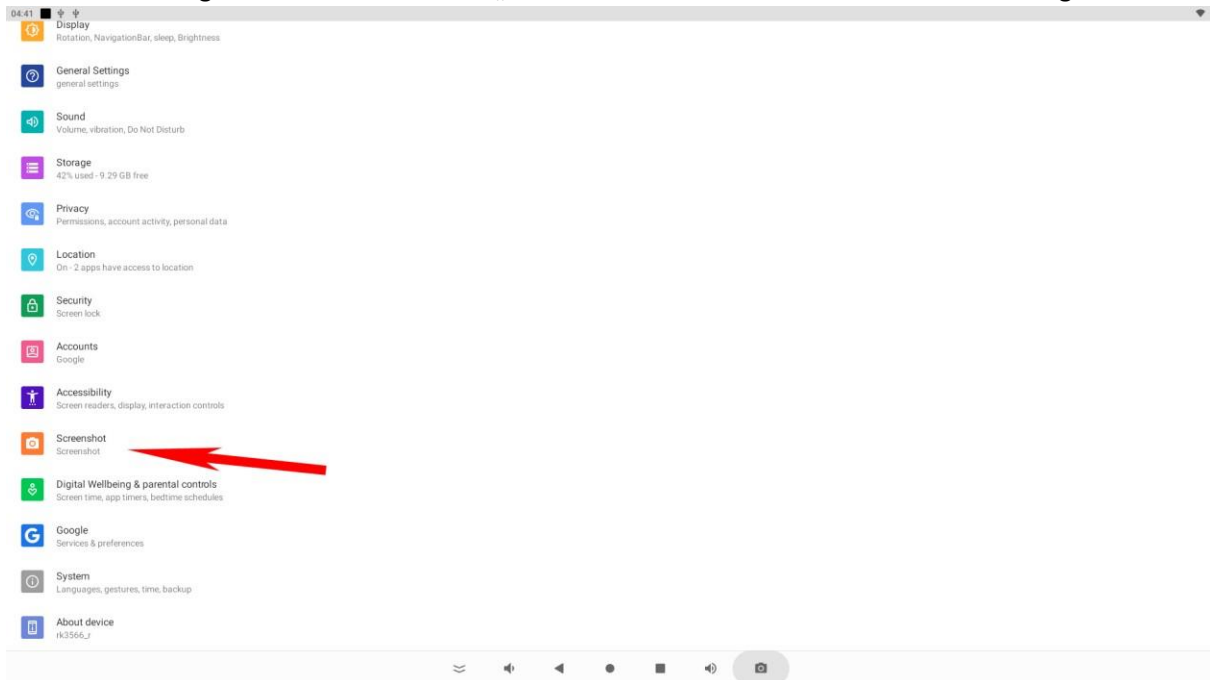 04:41
Display
Rotation, NavigationBar, sleep, Brightness
General Settings
general settings
Sound
Volume, vibration, Do Not Disturb
Storage
42% used - 9.29 GB free
Privacy
Permissions, account activity, personal data
Location
On - 2 apps have access to location
Security
Screen lock
Accounts
Google
Accessibility
Screen readers, display, interaction controls
Screenshot
Screenshot
Digital Wellbeing & parental controls
Screen time, app timers, bedtime schedules
Google
Services & preferences
System
Languages, gestures, time, backup
About device
rk3566_r